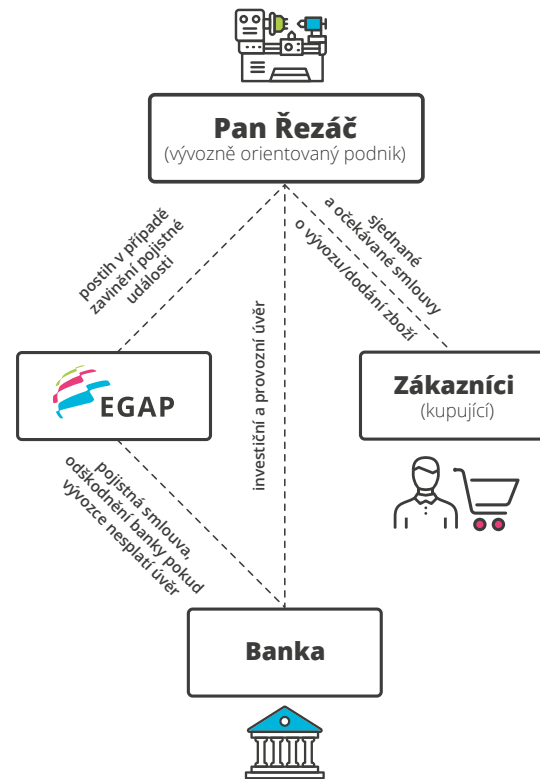 Pan Řezáč
(vývozně orientovaný podnik)
postih v případě
zavinění pojistné
události
investiční a provozní úvěr
sjednané
a očekávané smlouvy
o vývozu/dodání zboží
EGAP
Zákazníci
(kupující)
pojistná smlouva,
odškodnění banky pokud
vývozce nesplatí úvěr
Banka